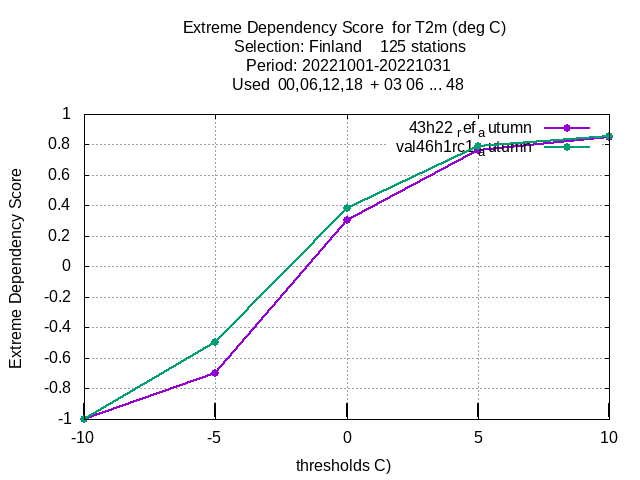 Extreme Dependency Score  for T2m (deg C)
Selection: Finland    125 stations
Period: 20221001-20221031
Used  00,06,12,18  + 03 06 ... 48
43h22 ref a utumn
val46h1rc1 a utumn
1
0.8
0.6
0.4
0.2
0
-0.2
-0.4
-0.6
-0.8
-1
Extreme Dependency Score
-10 -5 0 5 10
thresholds C)